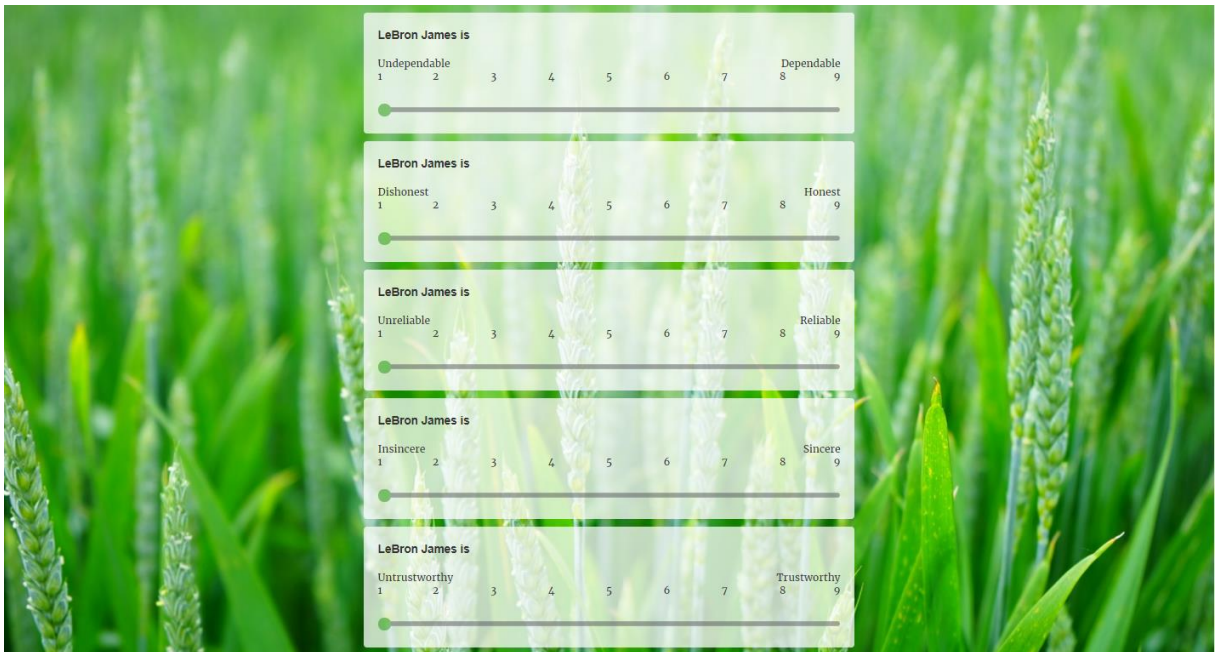 LeBron James is
Undependable Dependable
1 2 3 4 5 6 7 8 9
LeBron James is
Dishonest Honest
1 2 3 4 5 6 7 8 9
LeBron James is
Unreliable Reliable
1 2 3 4 5 6 7 8 9
LeBron James is
Insincere Sincere
1 2 3 4 5 6 7 8 9
LeBron James is
Untrustworthy Trustworthy
1 2 3 4 5 6 7 8 9